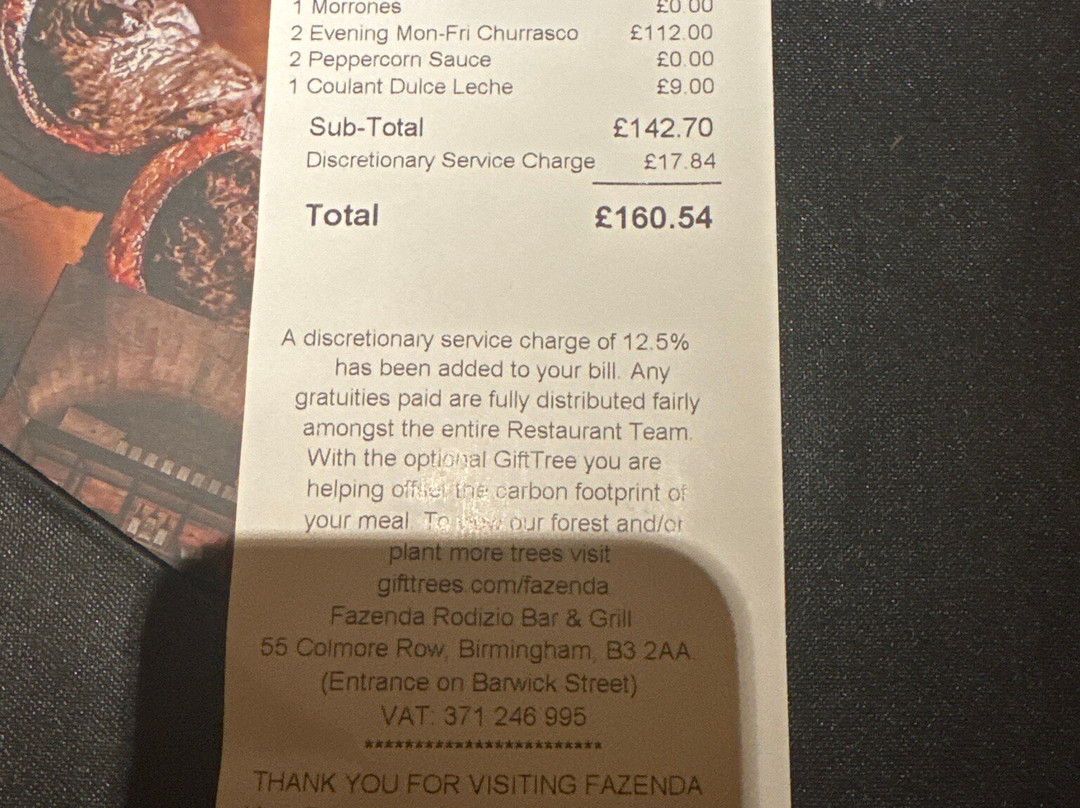 1 Morrones £0.00
2 Evening Mon-Fri Churrasco £112.00
2 Peppercorn Sauce £0.00
1 Coulant Dulce Leche £9.00
Sub-Total £142.70
Discretionary Service Charge £17.84
Total £160.54
A discretionary service charge of 12.5%
has been added to your bill. Any
gratuities paid are fully distributed fairly
amongst the entire Restaurant Team.
With the optional GiftTree you are
helping offset the carbon footprint of
your meal. To view our forest and/or
plant more trees visit
gifttrees.com/fazenda
Fazenda Rodizio Bar & Grill
55 Colmore Row, Birmingham, B3 2AA.
(Entrance on Barwick Street)
VAT: 371 246 995
************************
THANK YOU FOR VISITING FAZENDA